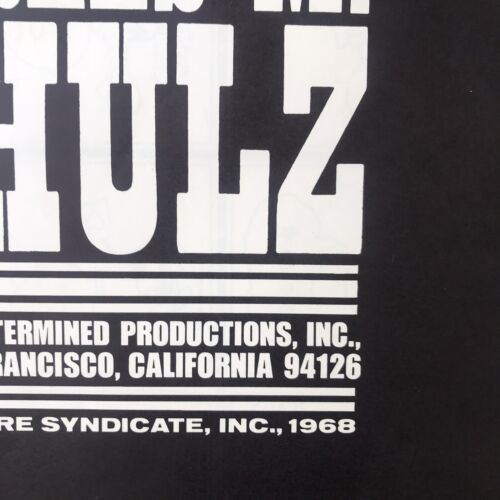 M.
HULZ
TERMINED PRODUCTIONS, INC.,
RANCISCO, CALIFORNIA 94126
RE SYNDICATE, INC., 1968